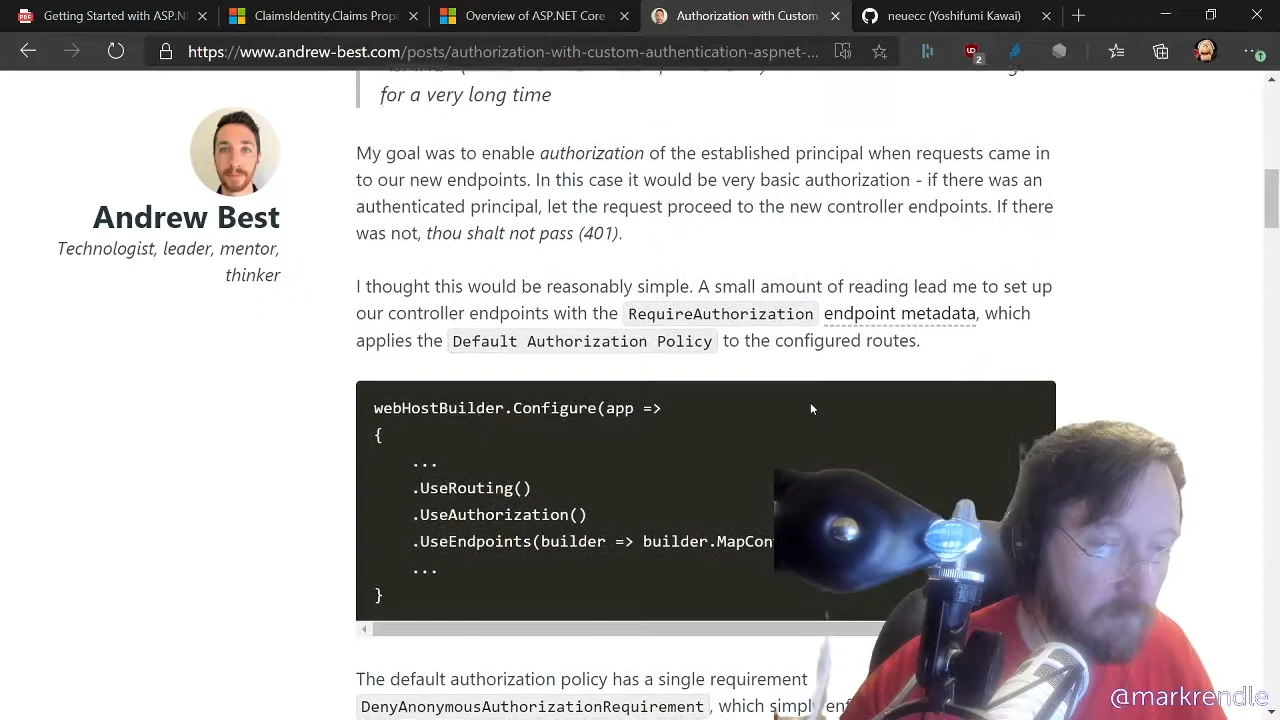 Getting Started with ASP.NE
ClaimsIdentity.Claims Prop
Overview of ASP.NET Core
Authorization with Custom
neuecc (Yoshifumi Kawai)
https://www.andrew-best.com/posts/authorization-with-custom-authentication-aspnet-...
2
for a very long time
Andrew Best
Technologist, leader, mentor,
thinker
My goal was to enable authorization of the established principal when requests came in
to our new endpoints. In this case it would be very basic authorization - if there was an
authenticated principal, let the request proceed to the new controller endpoints. If there
was not, thou shalt not pass (401).
I thought this would be reasonably simple. A small amount of reading lead me to set up
our controller endpoints with the RequireAuthorization endpoint metadata, which
applies the Default Authorization Policy to the configured routes.
webHostBuilder.Configure(app =>
{
...
.UseRouting()
.UseAuthorization()
.UseEndpoints(builder => builder.MapCon
...
}
The default authorization policy has a single requirement
DenyAnonymousAuthorizationRequirement, which simply enf
@markrendle